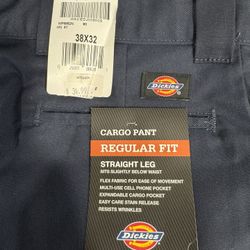 38X32
Dickies
CARGO PANT
REGULAR FIT
STRAIGHT LEG
SITS SLIGHTLY BELOW WAIST
FLEX FABRIC FOR EASE OF MOVEMENT
MULTI-USE CELL PHONE POCKET
EXPANDABLE CARGO POCKET
EASY CARE STAIN RELEASE
RESISTS WRINKLES
Dickies